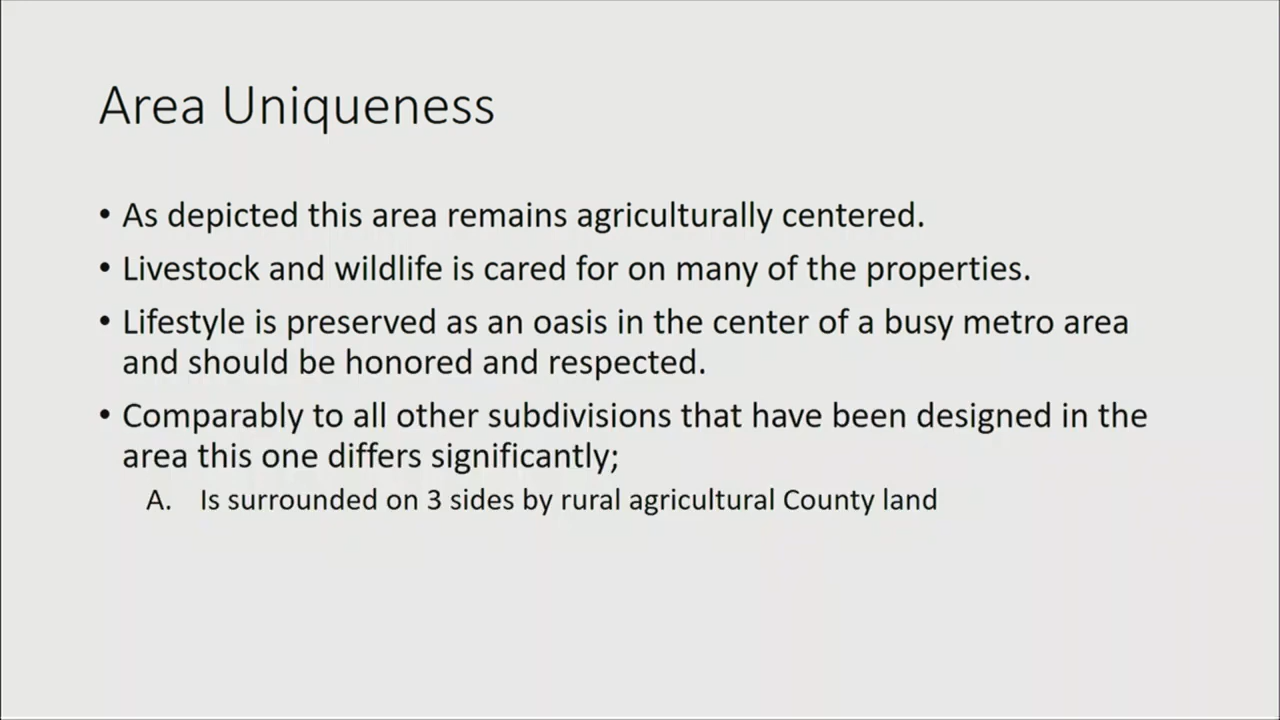 Area Uniqueness
• As depicted this area remains agriculturally centered.
• Livestock and wildlife is cared for on many of the properties.
• Lifestyle is preserved as an oasis in the center of a busy metro area
and should be honored and respected.
• Comparably to all other subdivisions that have been designed in the
area this one differs significantly;
A. Is surrounded on 3 sides by rural agricultural County land